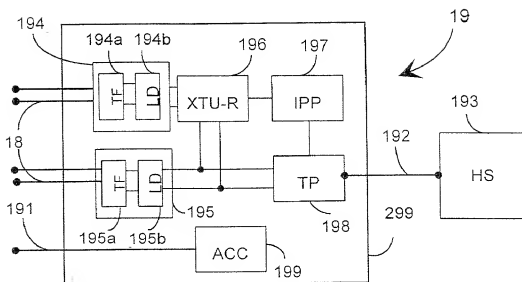 194 194a 194b 196 197 19
193
TF LD XTU-R IPP
18 192 HS
TF LD TP
191 195 198
195a 195b 299
ACC 199